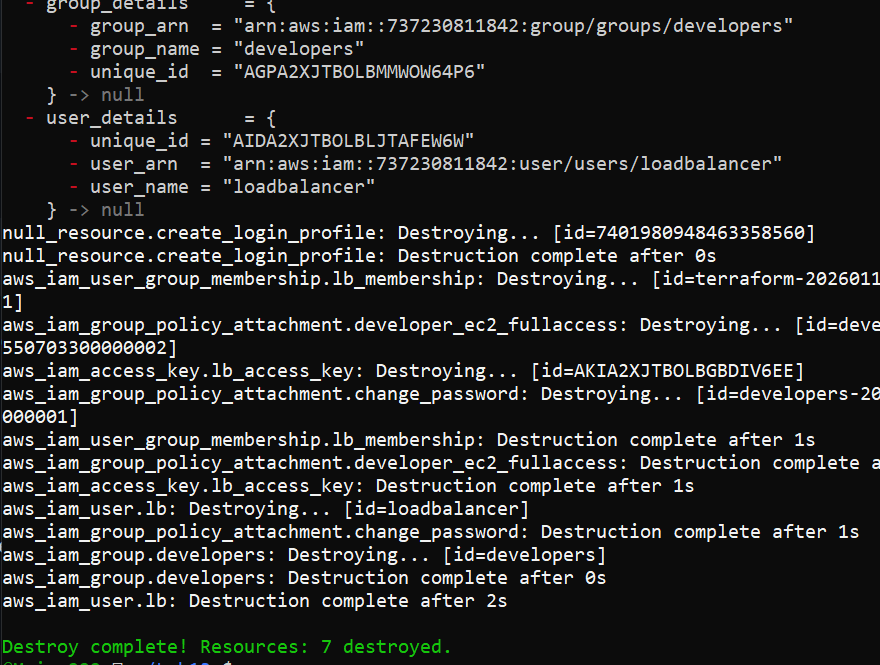 - group_details     = {
- group_arn  = "arn:aws:iam::737230811842:group/groups/developers"
- group_name = "developers"
- unique_id  = "AGPA2XJTBOLBMMWOW64P6"
} -> null
- user_details      = {
- unique_id = "AIDA2XJTBOLBLJTAFEW6W"
- user_arn  = "arn:aws:iam::737230811842:user/users/loadbalancer"
- user_name = "loadbalancer"
} -> null
null_resource.create_login_profile: Destroying... [id=7401980948463358560]
null_resource.create_login_profile: Destruction complete after 0s
aws_iam_user_group_membership.lb_membership: Destroying... [id=terraform-2026011
1]
aws_iam_group_policy_attachment.developer_ec2_fullaccess: Destroying... [id=deve
550703300000002]
aws_iam_access_key.lb_access_key: Destroying... [id=AKIA2XJTBOLBGBDIV6EE]
aws_iam_group_policy_attachment.change_password: Destroying... [id=developers-20
000001]
aws_iam_user_group_membership.lb_membership: Destruction complete after 1s
aws_iam_group_policy_attachment.developer_ec2_fullaccess: Destruction complete a
aws_iam_access_key.lb_access_key: Destruction complete after 1s
aws_iam_user.lb: Destroying... [id=loadbalancer]
aws_iam_group_policy_attachment.change_password: Destruction complete after 1s
aws_iam_group.developers: Destroying... [id=developers]
aws_iam_group.developers: Destruction complete after 0s
aws_iam_user.lb: Destruction complete after 2s
Destroy complete! Resources: 7 destroyed.